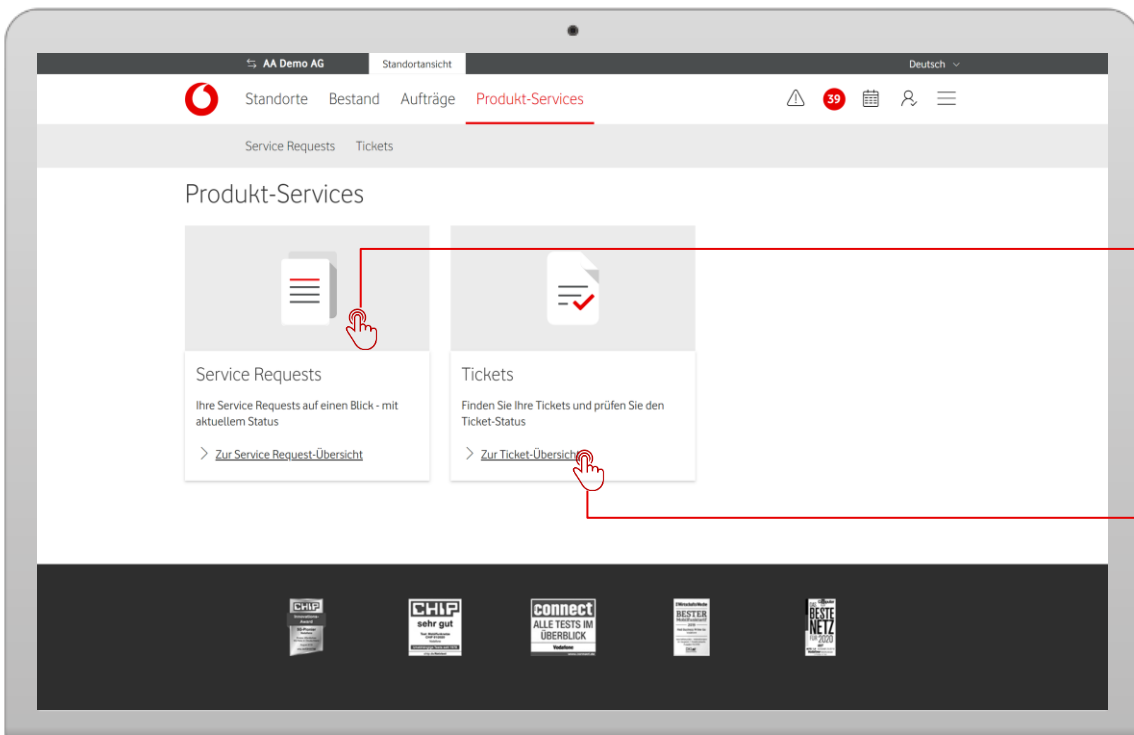 AA Demo AG
Standortansicht
Deutsch
Standorte Bestand Aufträge Produkt-Services
39
Service Requests Tickets
Produkt-Services
Service Requests
Ihre Service Requests auf einen Blick - mit
aktuellem Status
Zur Service Request-Übersicht
Tickets
Finden Sie Ihre Tickets und prüfen Sie den
Ticket-Status
Zur Ticket-Übersicht
CHIP
CHIP
sehr gut
connect
ALLE TESTS IM
ÜBERBLICK
Vodafone
BESTER
BESTE
NETZ
2020